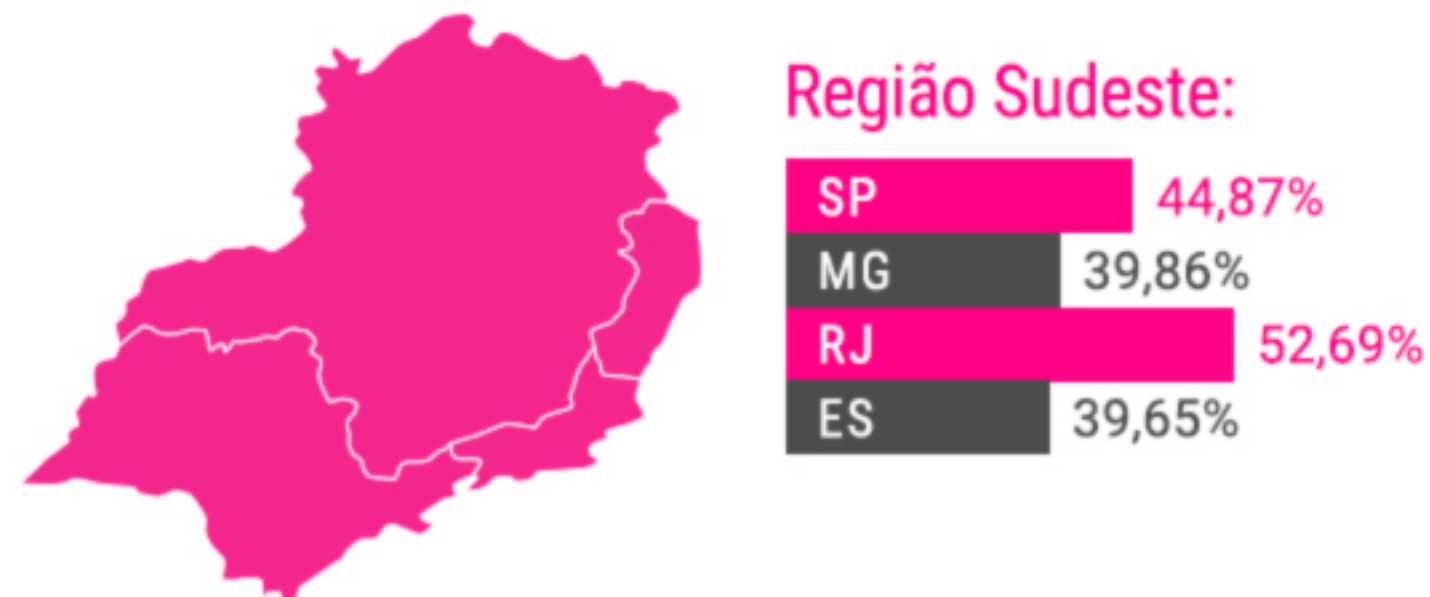 Região Sudeste:
SP 44,87%
MG 39,86%
RJ 52,69%
ES 39,65%